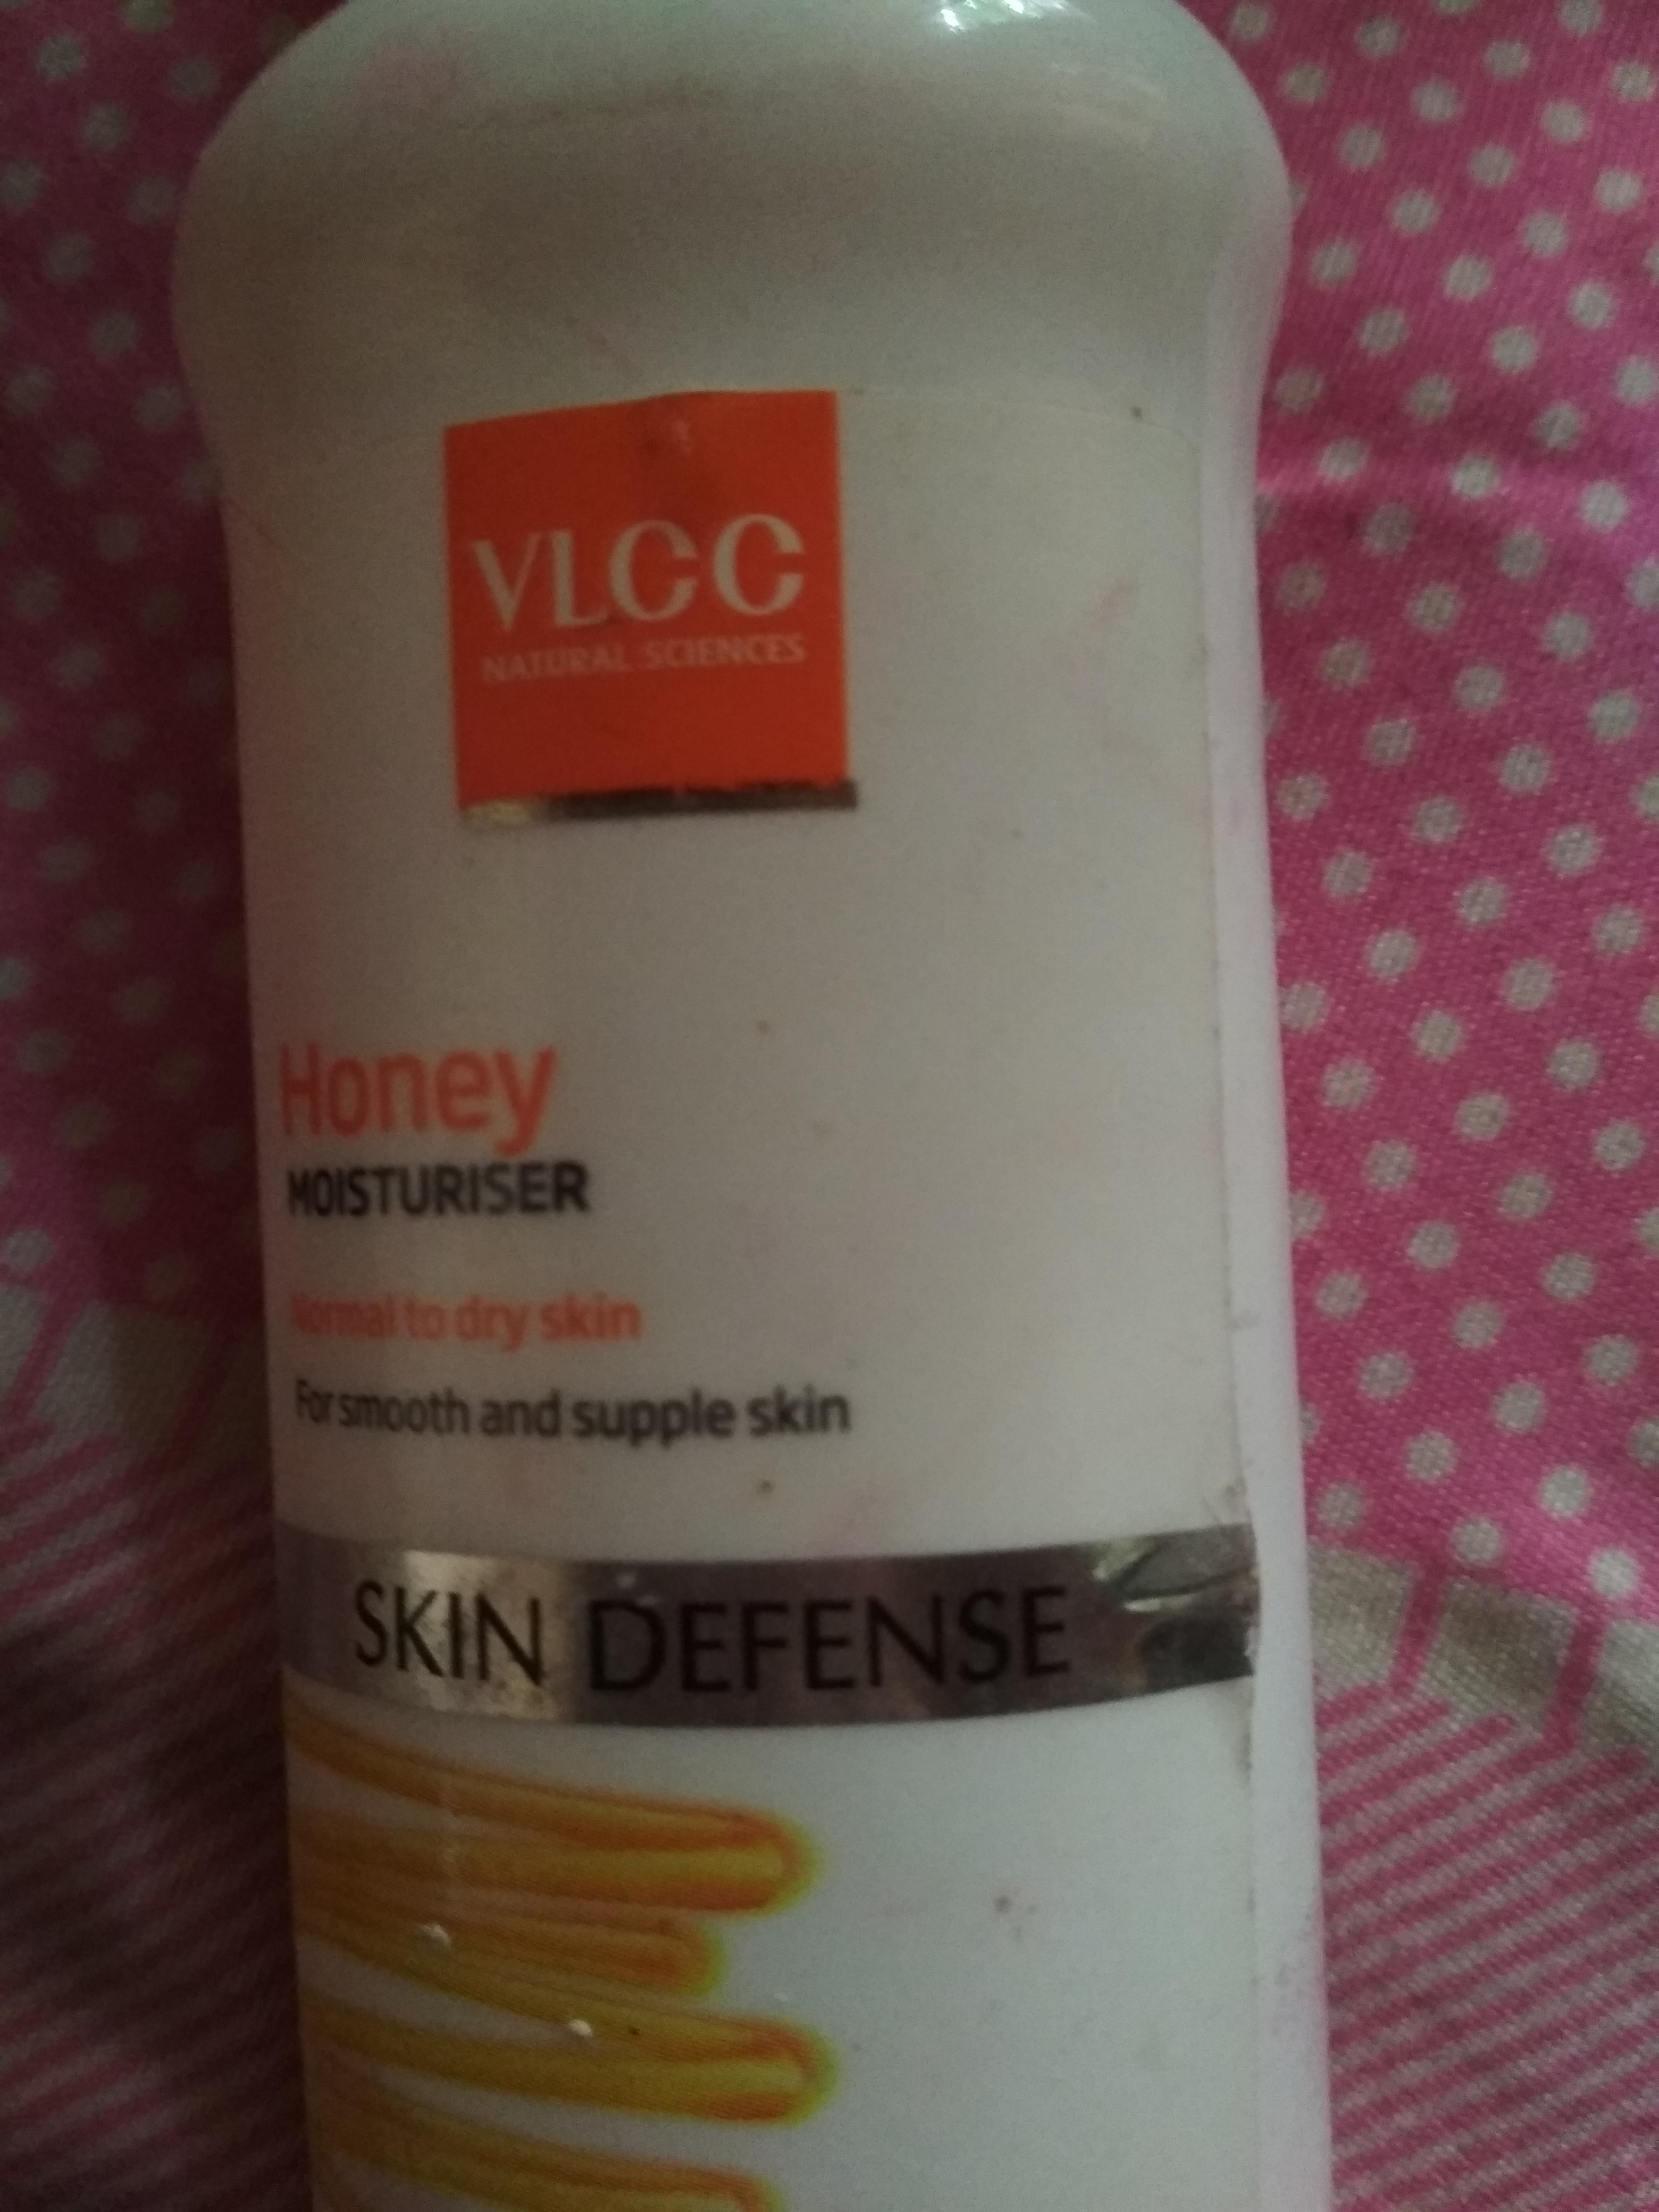 VLCC
NATURAL SCIENCES
Honey
MOISTURISER
Normal to dry skin
For smooth and supple skin
SKIN DEFENSE